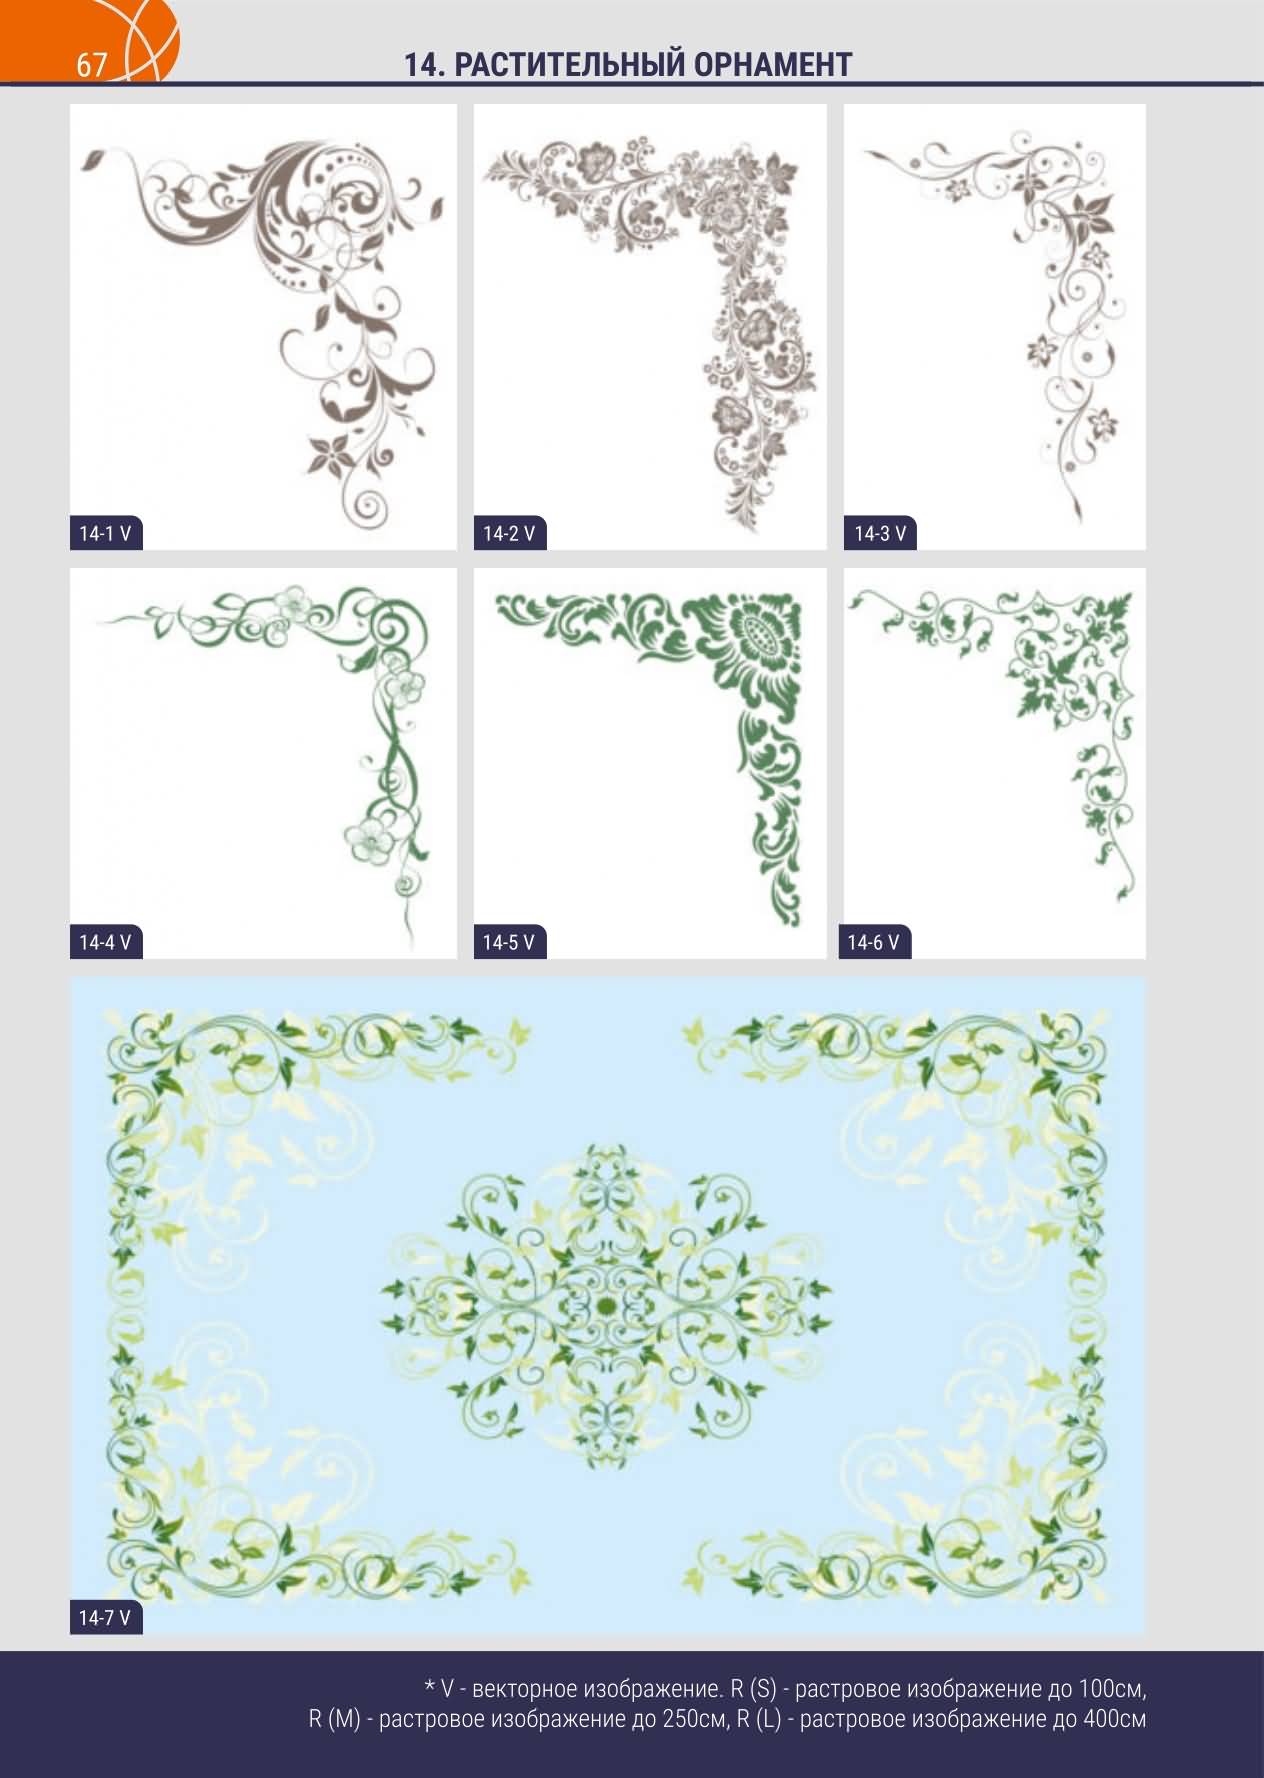 67
14. РАСТИТЕЛЬНЫЙ ОРНАМЕНТ
14-1 V
14-2 V
14-3 V
14-4 V
14-5 V
14-6 V
14-7 V
* V - векторное изображение. R (S) - растровое изображение до 100см,
R (M) - растровое изображение до 250см, R (L) - растровое изображение до 400см